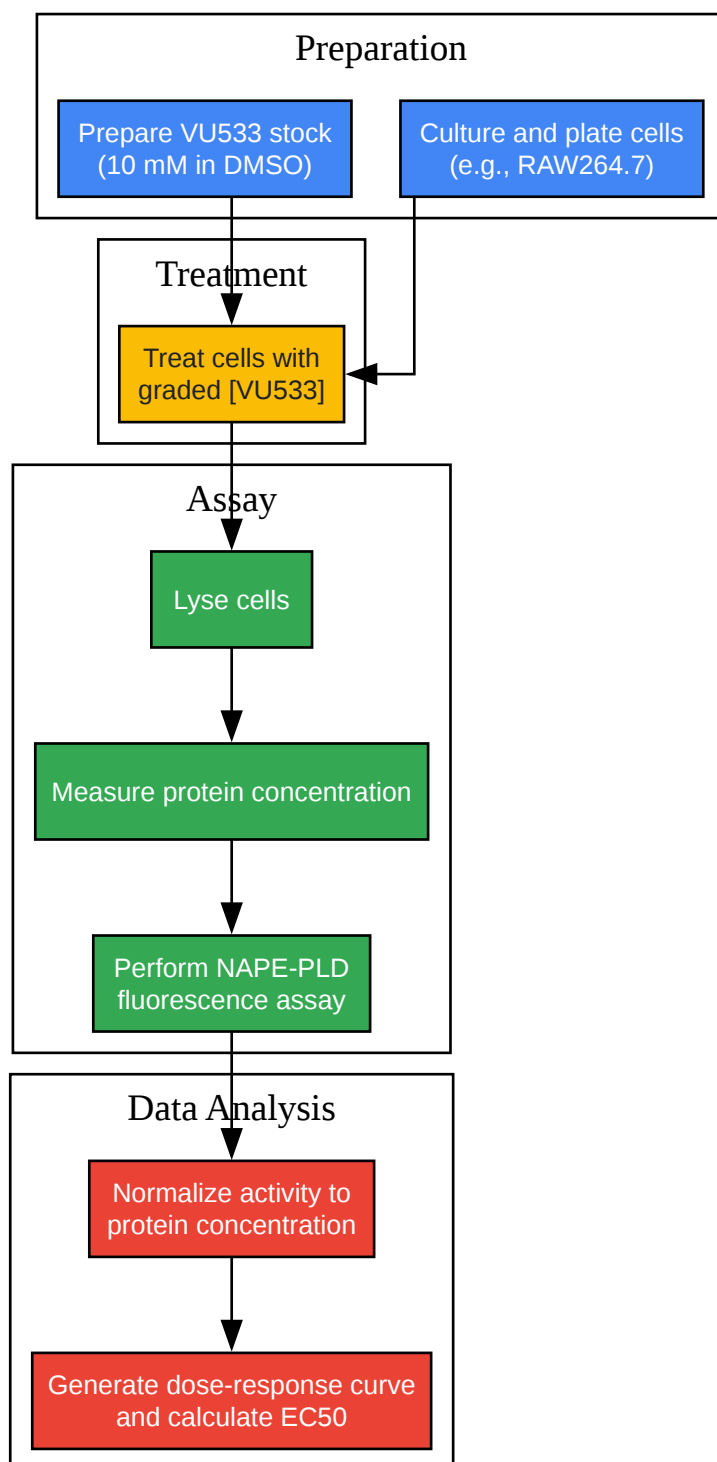 Preparation
Prepare VU533 stock
(10 mM in DMSO)
Culture and plate cells
(e.g., RAW264.7)
Treatment
Treat cells with
graded [VU533]
Assay
Lyse cells
Measure protein concentration
Perform NAPE-PLD
fluorescence assay
Data Analysis
Normalize activity to
protein concentration
Generate dose-response curve
and calculate EC50